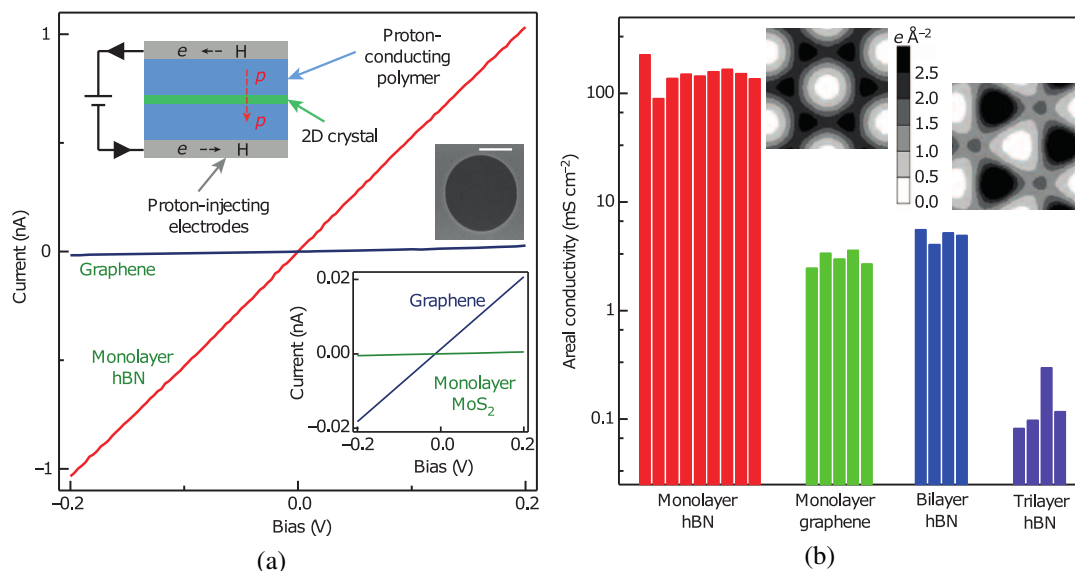 1
0
−1
Current (nA)
−0.2
0.0
0.2
Bias (V)
e H
p
p
e H
Proton-
conducting
polymer
2D crystal
Proton-injecting
electrodes
Graphene
Monolayer
hBN
0.02
0.00
−0.02
Current (nA)
Graphene
Monolayer
MoS₂
−0.2
0.0
0.2
Bias (V)
(a)
100
10
1
0.1
Areal conductivity (mS cm⁻²)
e Å⁻²
2.5
2.0
1.5
1.0
0.5
0.0
Monolayer
hBN
Monolayer
graphene
Bilayer
hBN
Trilayer
hBN
(b)